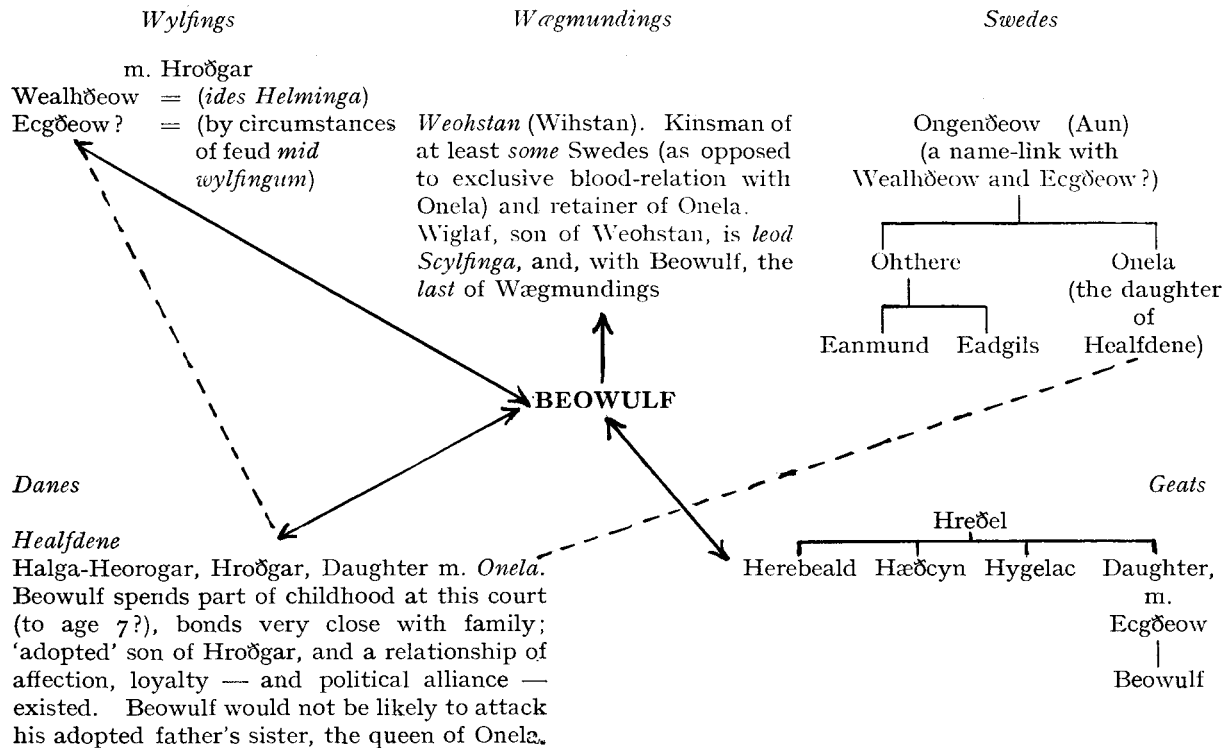 Wylfings
m. Hroðgar
Wealhðeow = (ides Helminga)
Ecgðeow? = (by circumstances
of feud mid
wylfingum)
Wægmundings
Weohstan (Wihstan). Kinsman of
at least some Swedes (as opposed
to exclusive blood-relation with
Onela) and retainer of Onela.
Wiglaf, son of Weohstan, is leod
Scylfinga, and, with Beowulf, the
last of Wægmundings
Swedes
Ongenðeow (Aun)
(a name-link with
Wealhðeow and Ecgðeow?)
Ohthere Onela
(the daughter
of
Healfdene)
Eanmund Eadgils
BEOWULF
Danes
Healfdene
Halga-Heorogar, Hroðgar, Daughter m. Onela.
Beowulf spends part of childhood at this court
(to age 7?), bonds very close with family;
'adopted' son of Hroðgar, and a relationship of
affection, loyalty — and political alliance —
existed. Beowulf would not be likely to attack
his adopted father's sister, the queen of Onela.
Geats
Hreðel
Herebeald Hæðcyn Hygelac Daughter,
m.
Ecgðeow
Beowulf